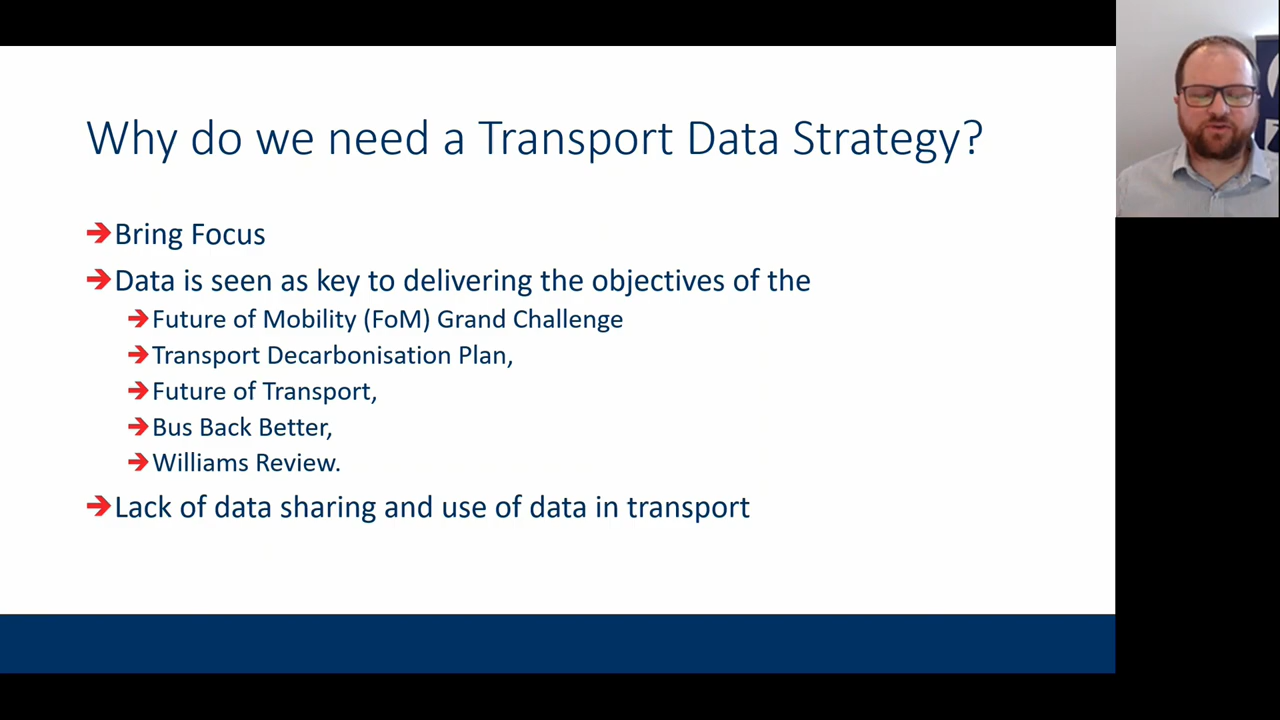 Why do we need a Transport Data Strategy?
Bring Focus
Data is seen as key to delivering the objectives of the
Future of Mobility (FoM) Grand Challenge
Transport Decarbonisation Plan,
Future of Transport,
Bus Back Better,
Williams Review.
Lack of data sharing and use of data in transport